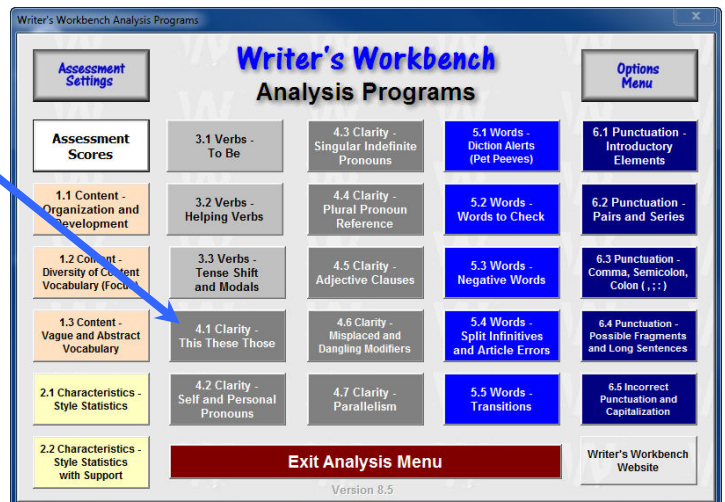 Writer's Workbench Analysis Programs
X
Assessment
Settings
Writer's Workbench
Analysis Programs
Options
Menu
Assessment
Scores
1.1 Content -
Organization and
Development
1.2 Content -
Diversity of Content
Vocabulary (Focus)
1.3 Content -
Vague and Abstract
Vocabulary
2.1 Characteristics -
Style Statistics
2.2 Characteristics -
Style Statistics
with Support
3.1 Verbs -
To Be
3.2 Verbs -
Helping Verbs
3.3 Verbs -
Tense Shift
and Modals
4.1 Clarity -
This These Those
4.2 Clarity -
Self and Personal
Pronouns
4.3 Clarity -
Singular Indefinite
Pronouns
4.4 Clarity -
Plural Pronoun
Reference
4.5 Clarity -
Adjective Clauses
4.6 Clarity -
Misplaced and
Dangling Modifiers
4.7 Clarity -
Parallelism
5.1 Words -
Diction Alerts
(Pet Peeves)
5.2 Words -
Words to Check
5.3 Words -
Negative Words
5.4 Words -
Split Infinitives
and Article Errors
5.5 Words -
Transitions
6.1 Punctuation -
Introductory
Elements
6.2 Punctuation -
Pairs and Series
6.3 Punctuation -
Comma, Semicolon,
Colon ( , ; : )
6.4 Punctuation -
Possible Fragments
and Long Sentences
6.5 Incorrect
Punctuation and
Capitalization
Exit Analysis Menu
Writer's Workbench
Website
Version 8.5